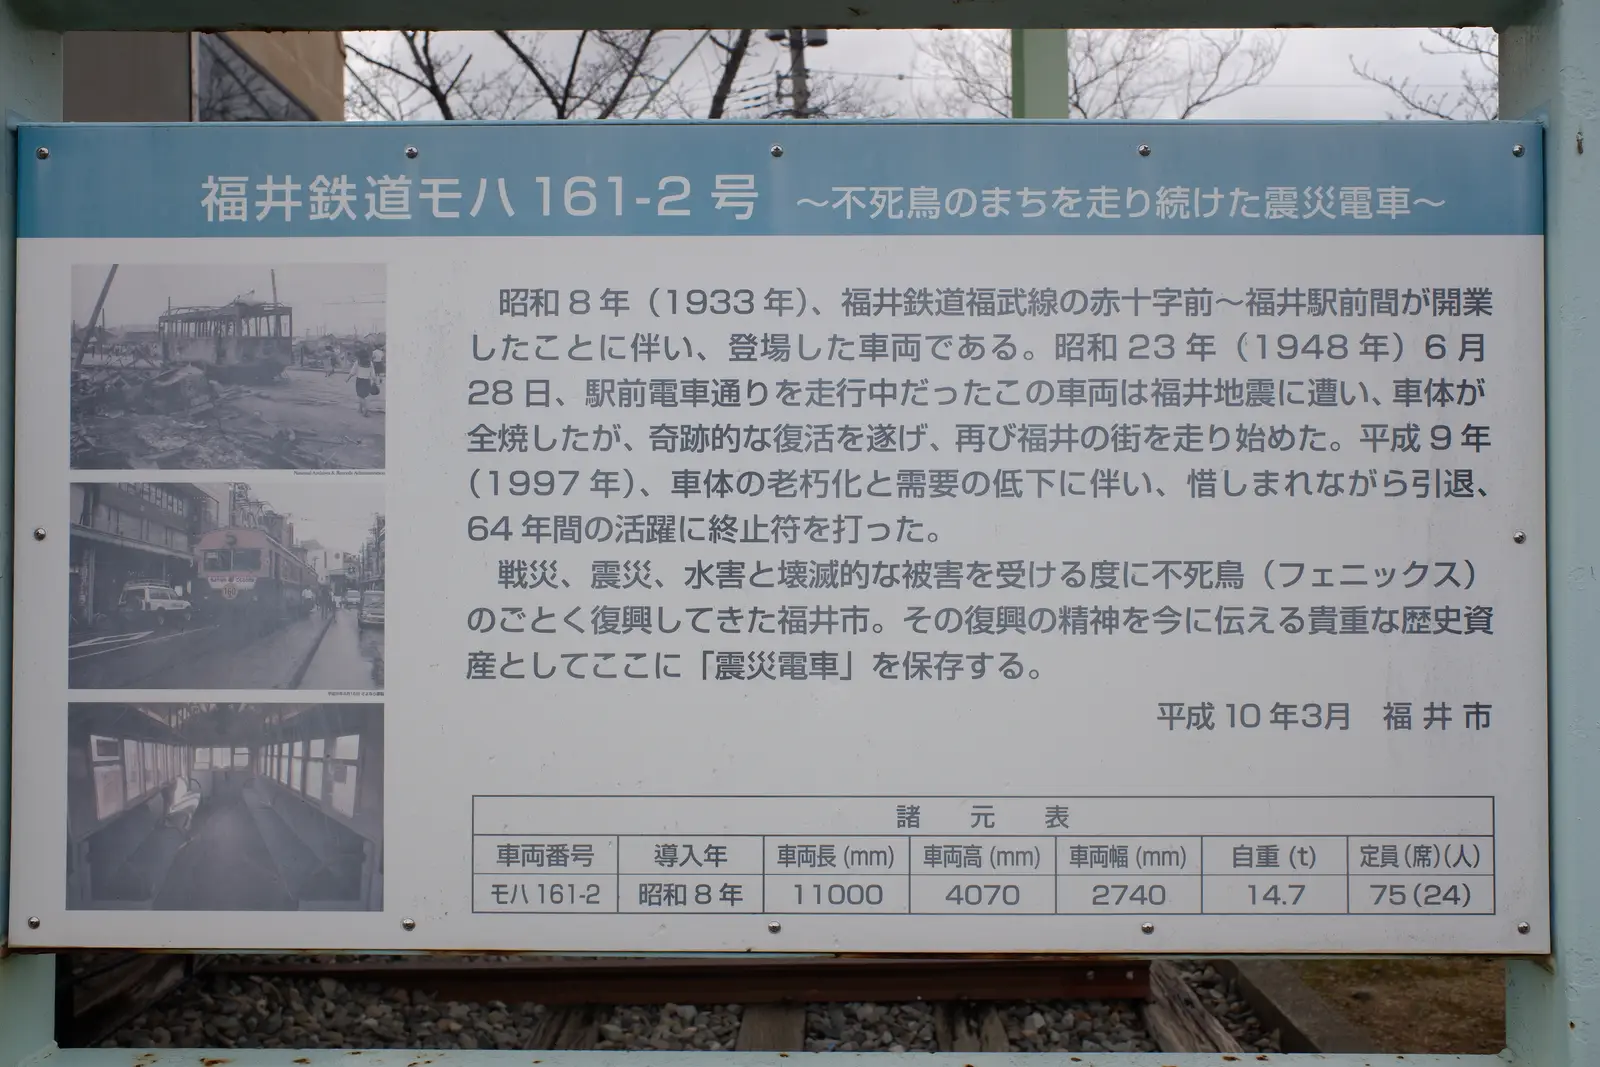 福井鉄道モハ161-2号 ～不死鳥のまちを走り続けた震災電車～
昭和8年（1933年）、福井鉄道福武線の赤十字前～福井駅前間が開業
したことに伴い、登場した車両である。昭和23年（1948年）6月
28日、駅前電車通りを走行中だったこの車両は福井地震に遭い、車体が
全焼したが、奇跡的な復活を遂げ、再び福井の街を走り始めた。平成9年
（1997年）、車体の老朽化と需要の低下に伴い、惜しまれながら引退、
64年間の活躍に終止符を打った。
戦災、震災、水害と壊滅的な被害を受ける度に不死鳥（フェニックス）
のごとく復興してきた福井市。その復興の精神を今に伝える貴重な歴史資
産としてここに「震災電車」を保存する。
平成10年3月 福井市
諸元表
車両番号 導入年 車両長(mm) 車両高(mm) 車両幅(mm) 自重(t) 定員(席)(人)
モハ161-2 昭和8年 11000 4070 2740 14.7 75(24)
National Archives & Records Administration
160